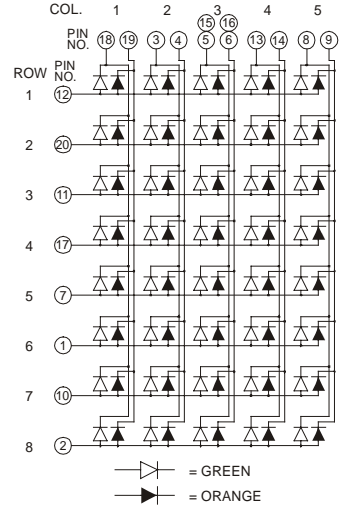 COL. 1 2 3 4 5
15 16
PIN NO. 18 19 3 4 5 6 13 14 8 9
ROW PIN NO.
1 12
2 20
3 11
4 17
5 7
6 1
7 10
8 2
= GREEN
= ORANGE